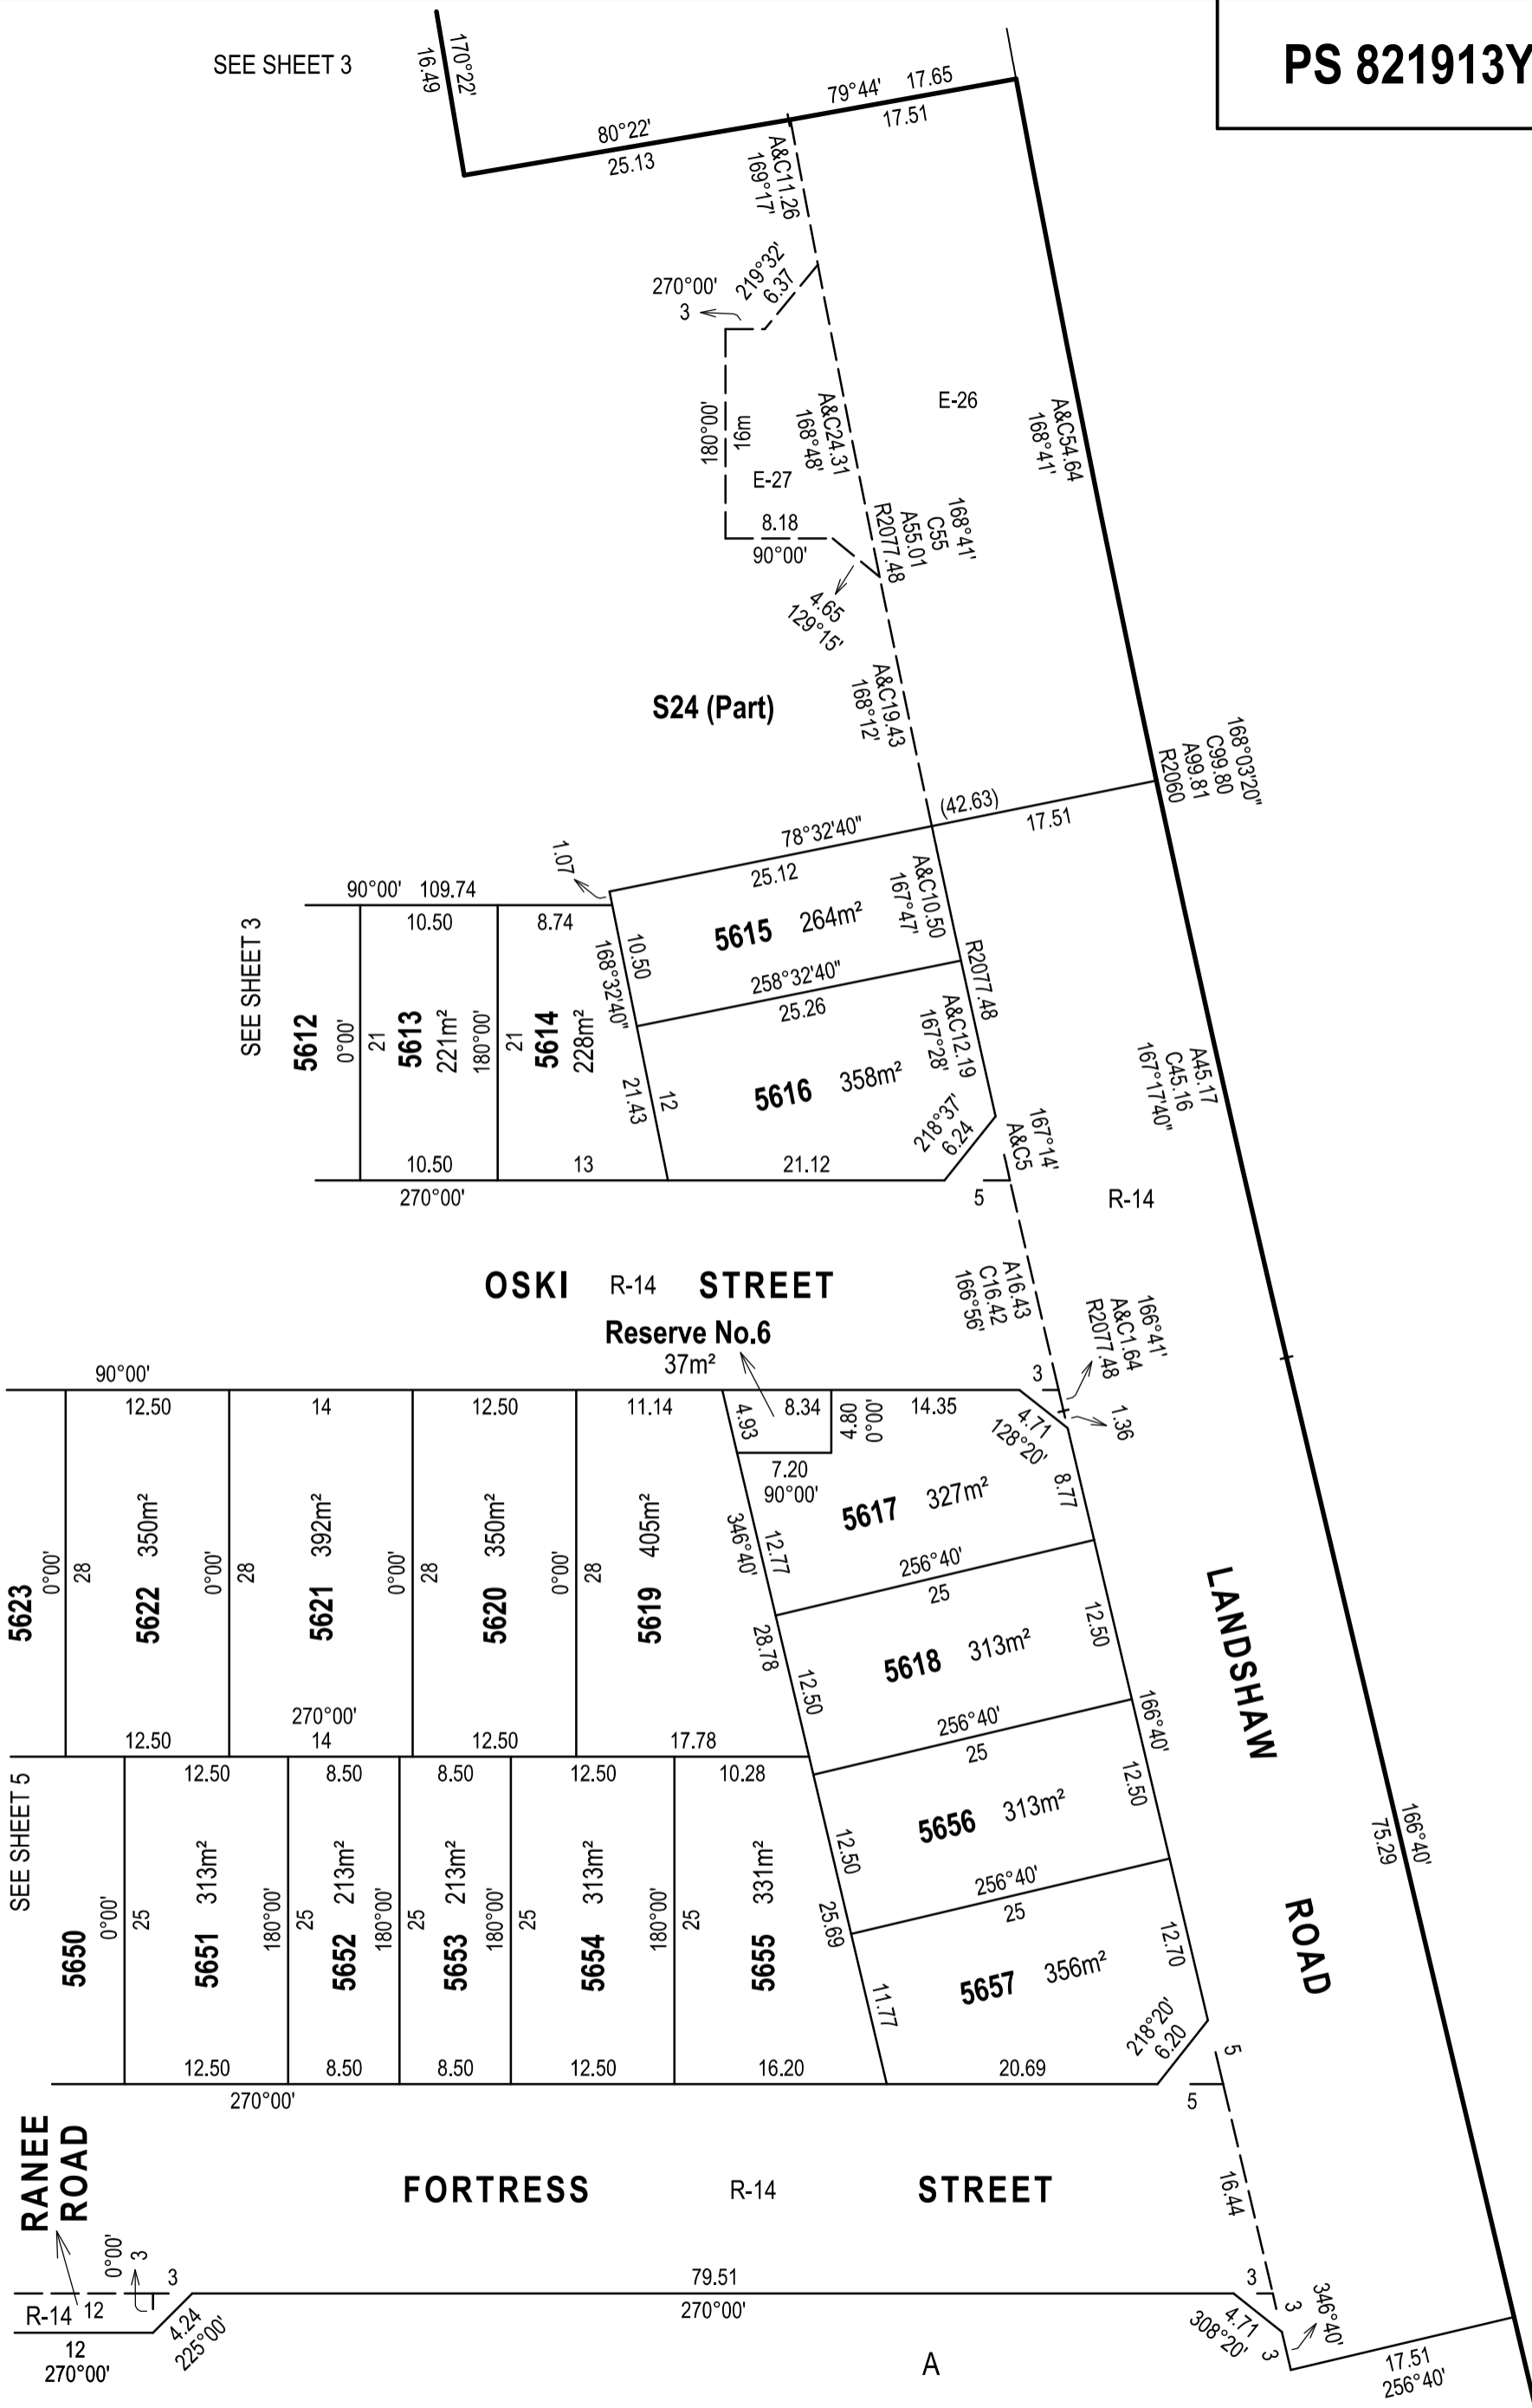 PS 821913Y
SEE SHEET 3
170°22'
16.49
80°22'
25.13
79°44' 17.65
17.51
A&C11.26
169°17'
219°32'
6.37
270°00'
3
180°00'
16m
E-27
8.18
90°00'
4.65
129°15'
A&C24.31
168°48'
E-26
A&C54.64
168°41'
168°41'
C55
A55.01
R2077.48
S24 (Part)
A&C19.43
168°12'
168°03'20"
C99.80
A99.81
R2060
(42.63)
17.51
78°32'40"
25.12
1.07
90°00' 109.74
10.50
8.74
SEE SHEET 3
5612
0°00'
21
5613
221m²
180°00'
21
5614
228m²
168°32'40"
10.50
21.43
12
5615 264m²
A&C10.50
167°47'
258°32'40"
25.26
R2077.48
5616 358m²
A&C12.19
167°28'
218°37'
6.24
10.50
13
21.12
270°00'
5
167°14'
A&C5
A45.17
C45.16
167°17'40"
R-14
OSKI R-14 STREET
A16.43
C16.42
166°56'
166°41'
A&C1.64
R2077.48
Reserve No.6
37m²
90°00'
12.50
14
12.50
11.14
4.93
8.34
4.80
0°00'
14.35
3
4.71
128°20'
1.36
7.20
90°00'
5617 327m²
8.77
346°40'
12.77
256°40'
25
5623
0°00'
28
5622 350m²
0°00'
28
5621 392m²
0°00'
28
5620 350m²
0°00'
28
5619 405m²
28.78
12.50
5618 313m²
12.50
LANDSHAW
270°00'
12.50
14
12.50
17.78
256°40'
25
166°40'
SEE SHEET 5
12.50
8.50
8.50
12.50
10.28
12.50
5656 313m²
12.50
256°40'
25
166°40'
75.29
5650
0°00'
25
5651 313m²
180°00'
25
5652 213m²
180°00'
25
5653 213m²
180°00'
25
5654 313m²
180°00'
25
5655 331m²
25.69
11.77
5657 356m²
12.70
ROAD
218°20'
6.20
12.50
8.50
8.50
12.50
16.20
20.69
270°00'
5
5
RANEE
ROAD
FORTRESS R-14 STREET
16.44
0°00'
3
3
79.51
270°00'
3
3
R-14 12
12
270°00'
4.24
225°00'
4.71
308°20'
3
346°40'
A
17.51
256°40'